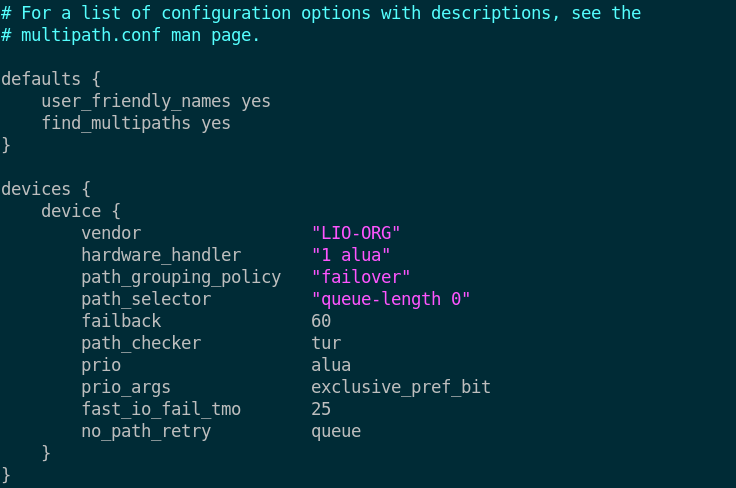 # For a list of configuration options with descriptions, see the
# multipath.conf man page.

defaults {
    user_friendly_names yes
    find_multipaths yes
}

devices {
    device {
        vendor                 "LIO-ORG"
        hardware_handler       "1 alua"
        path_grouping_policy   "failover"
        path_selector          "queue-length 0"
        failback               60
        path_checker           tur
        prio                   alua
        prio_args              exclusive_pref_bit
        fast_io_fail_tmo       25
        no_path_retry          queue
    }
}